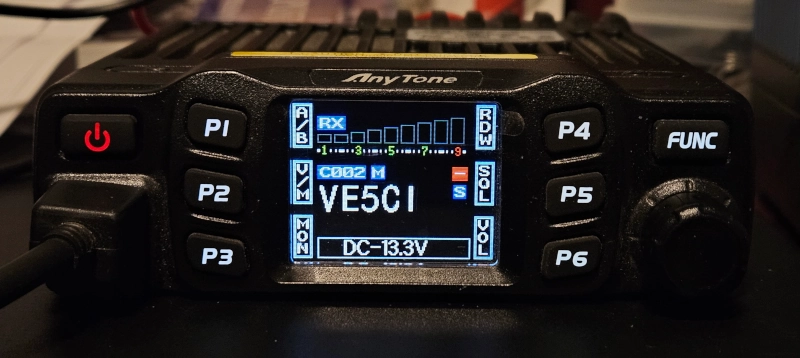 AnyTone
P1
P2
P3
A/B
V/M
MON
RX
1 3 5 7 9
C002 M -
S
VE5CI
DC-13.3V
RDW
SQL
VOL
P4
P5
P6
FUNC